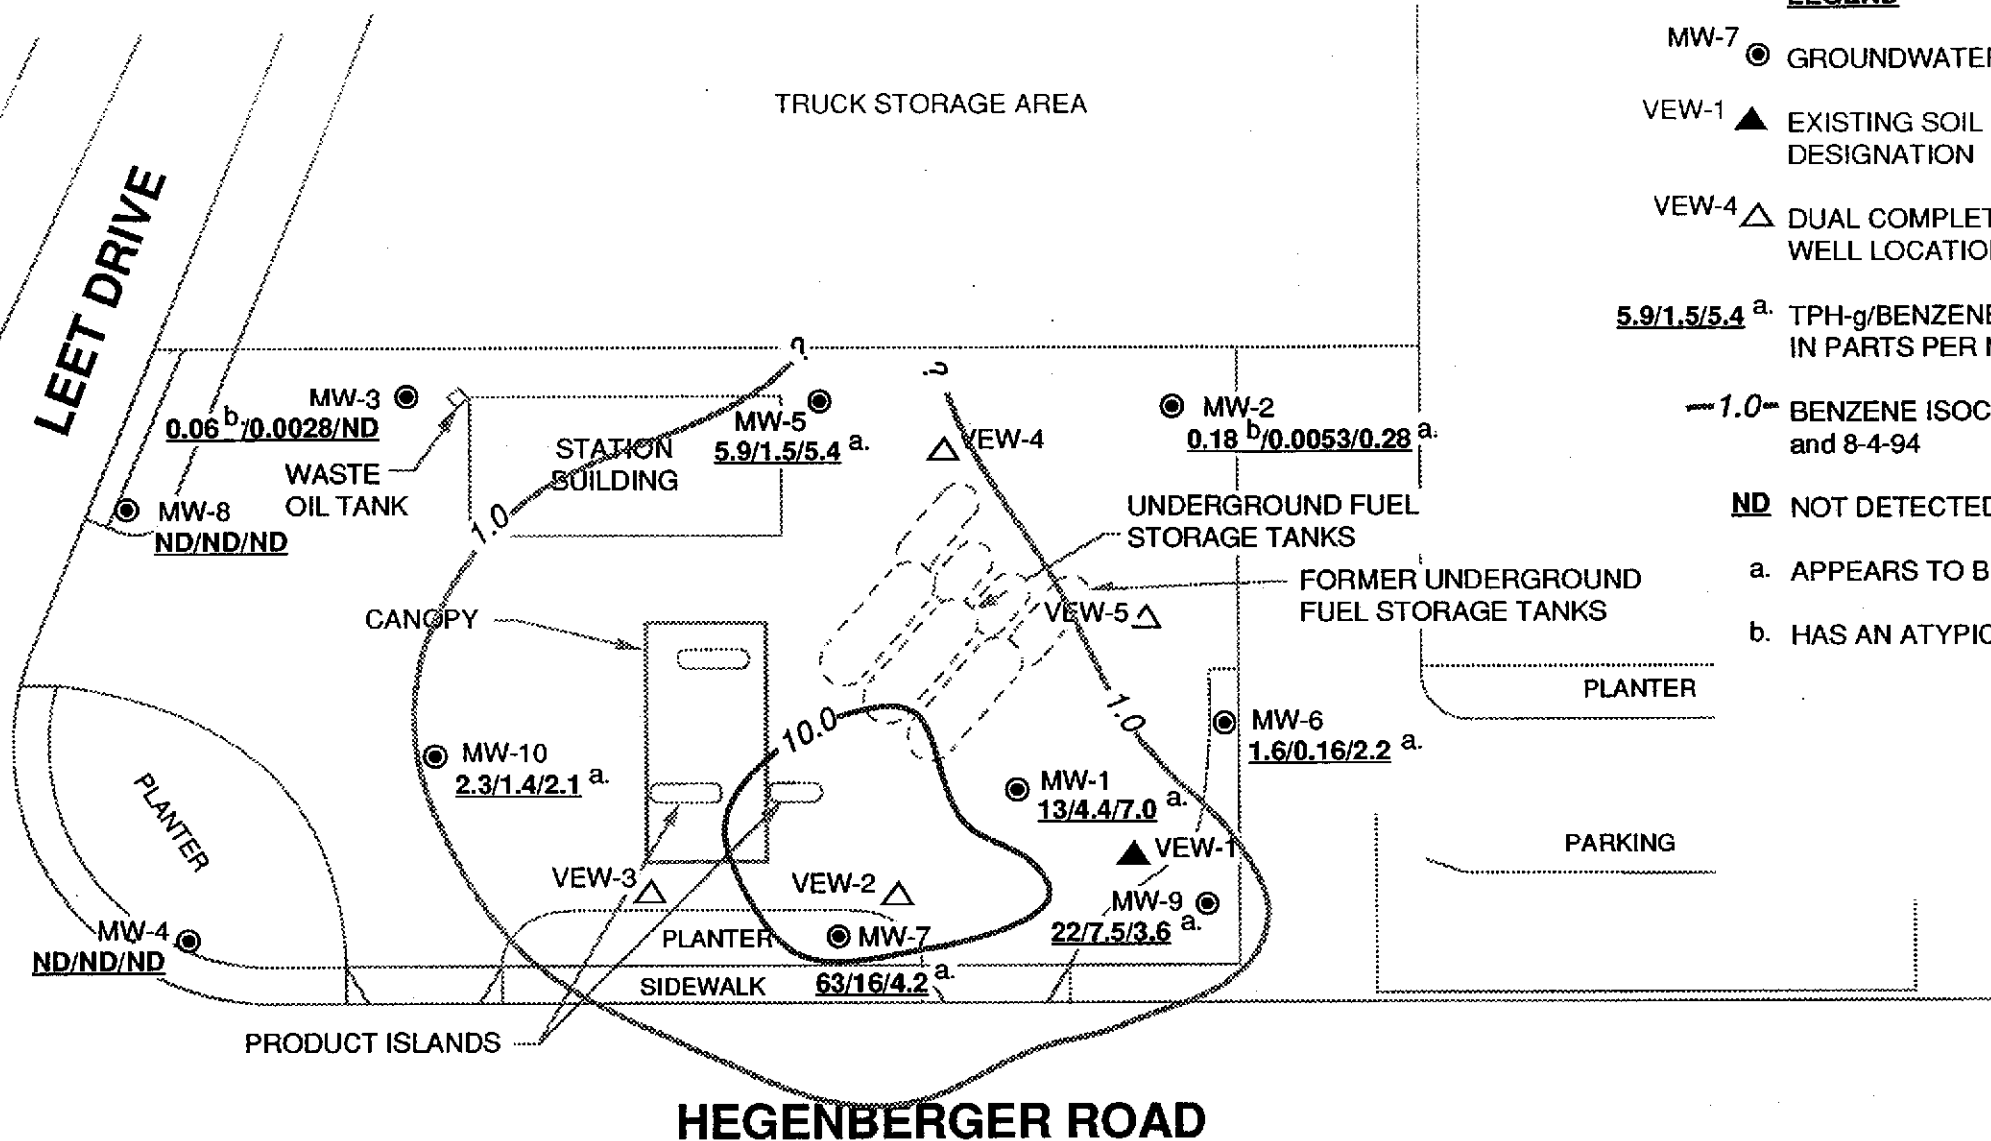 LEGEND
MW-7
GROUNDWATER
VEW-1
EXISTING SOIL
DESIGNATION
VEW-4
DUAL COMPLET
WELL LOCATION
5.9/1.5/5.4 a.
TPH-g/BENZENE
IN PARTS PER
1.0
BENZENE ISOC
and 8-4-94
ND NOT DETECTED
a. APPEARS TO B
b. HAS AN ATYPIC
TRUCK STORAGE AREA
LEET DRIVE
?
?
MW-3
0.06 b/0.0028/ND
WASTE
OIL TANK
STATION
BUILDING
MW-5
5.9/1.5/5.4 a.
VEW-4
MW-2
0.18 b/0.0053/0.28 a.
MW-8
ND/ND/ND
1.0
UNDERGROUND FUEL
STORAGE TANKS
FORMER UNDERGROUND
FUEL STORAGE TANKS
VEW-5
CANOPY
PLANTER
10.0
1.0
MW-6
1.6/0.16/2.2 a.
MW-10
2.3/1.4/2.1 a.
MW-1
13/4.4/7.0 a.
PLANTER
PARKING
VEW-1
VEW-3
VEW-2
MW-9
22/7.5/3.6 a.
MW-4
ND/ND/ND
PLANTER
MW-7
SIDEWALK
63/16/4.2 a.
PRODUCT ISLANDS
HEGENBERGER ROAD